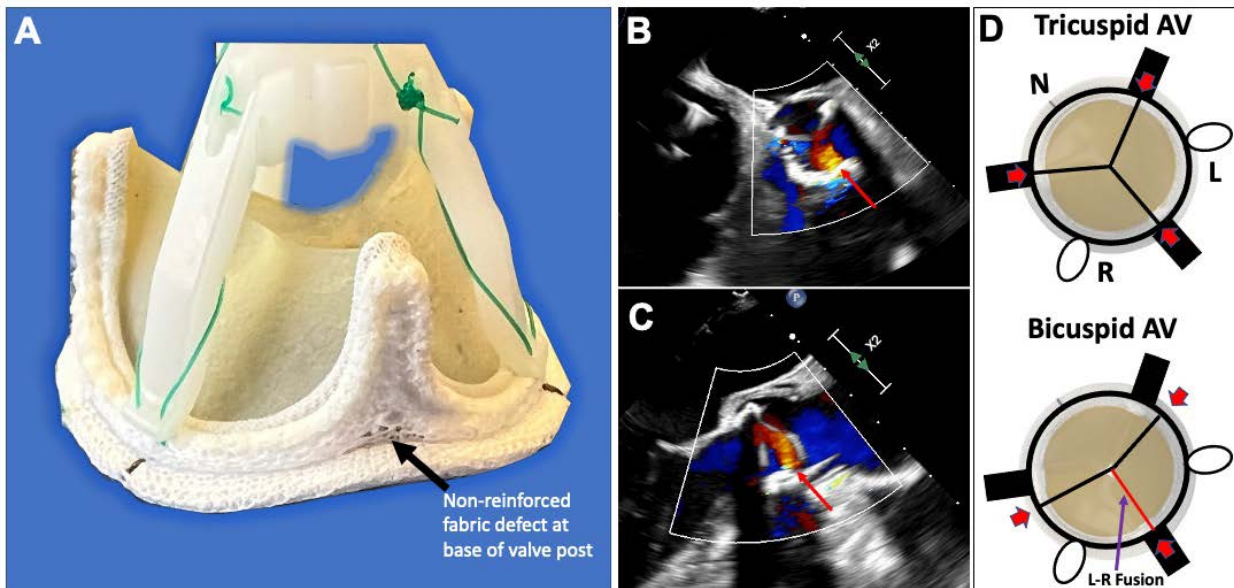 A
Non-reinforced
fabric defect at
base of valve post
B
X2
C
P
X2
D
Tricuspid AV
N
L
R
Bicuspid AV
L-R Fusion